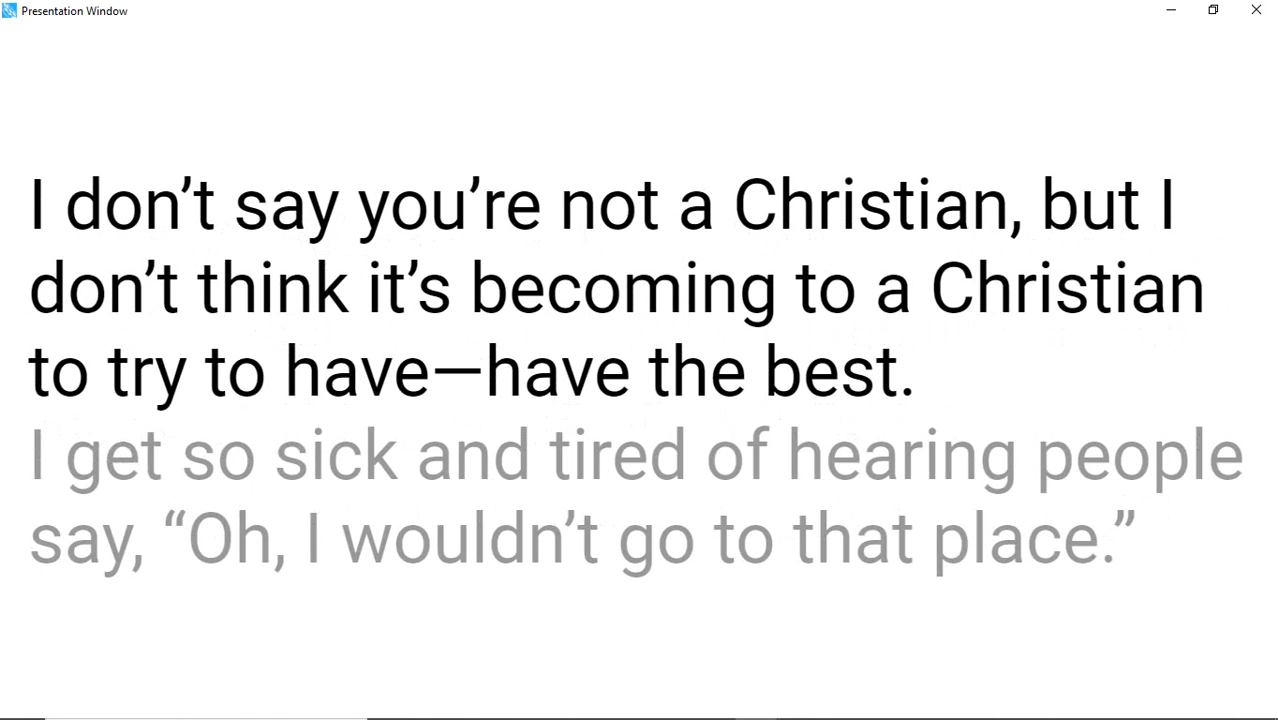 Presentation Window
I don’t say you’re not a Christian, but I
don’t think it’s becoming to a Christian
to try to have—have the best.
I get so sick and tired of hearing people
say, “Oh, I wouldn’t go to that place.”